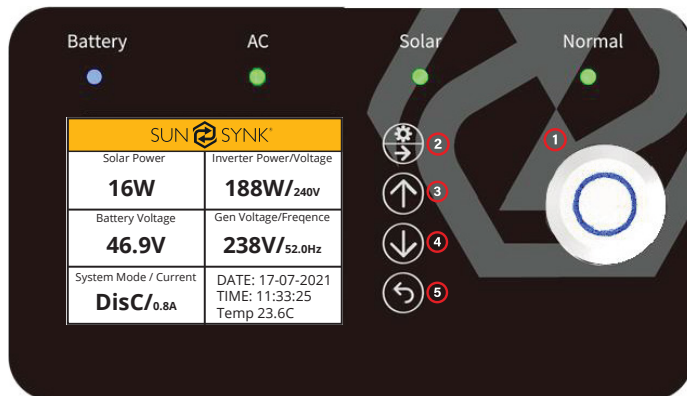 Battery AC Solar Normal
SUN SYNK®
Solar Power Inverter Power/Voltage
16W 188W/240V
Battery Voltage Gen Voltage/Freqence
46.9V 238V/52.0Hz
System Mode / Current
DisC/0.8A
DATE: 17-07-2021
TIME: 11:33:25
Temp 23.6C
1
2
3
4
5